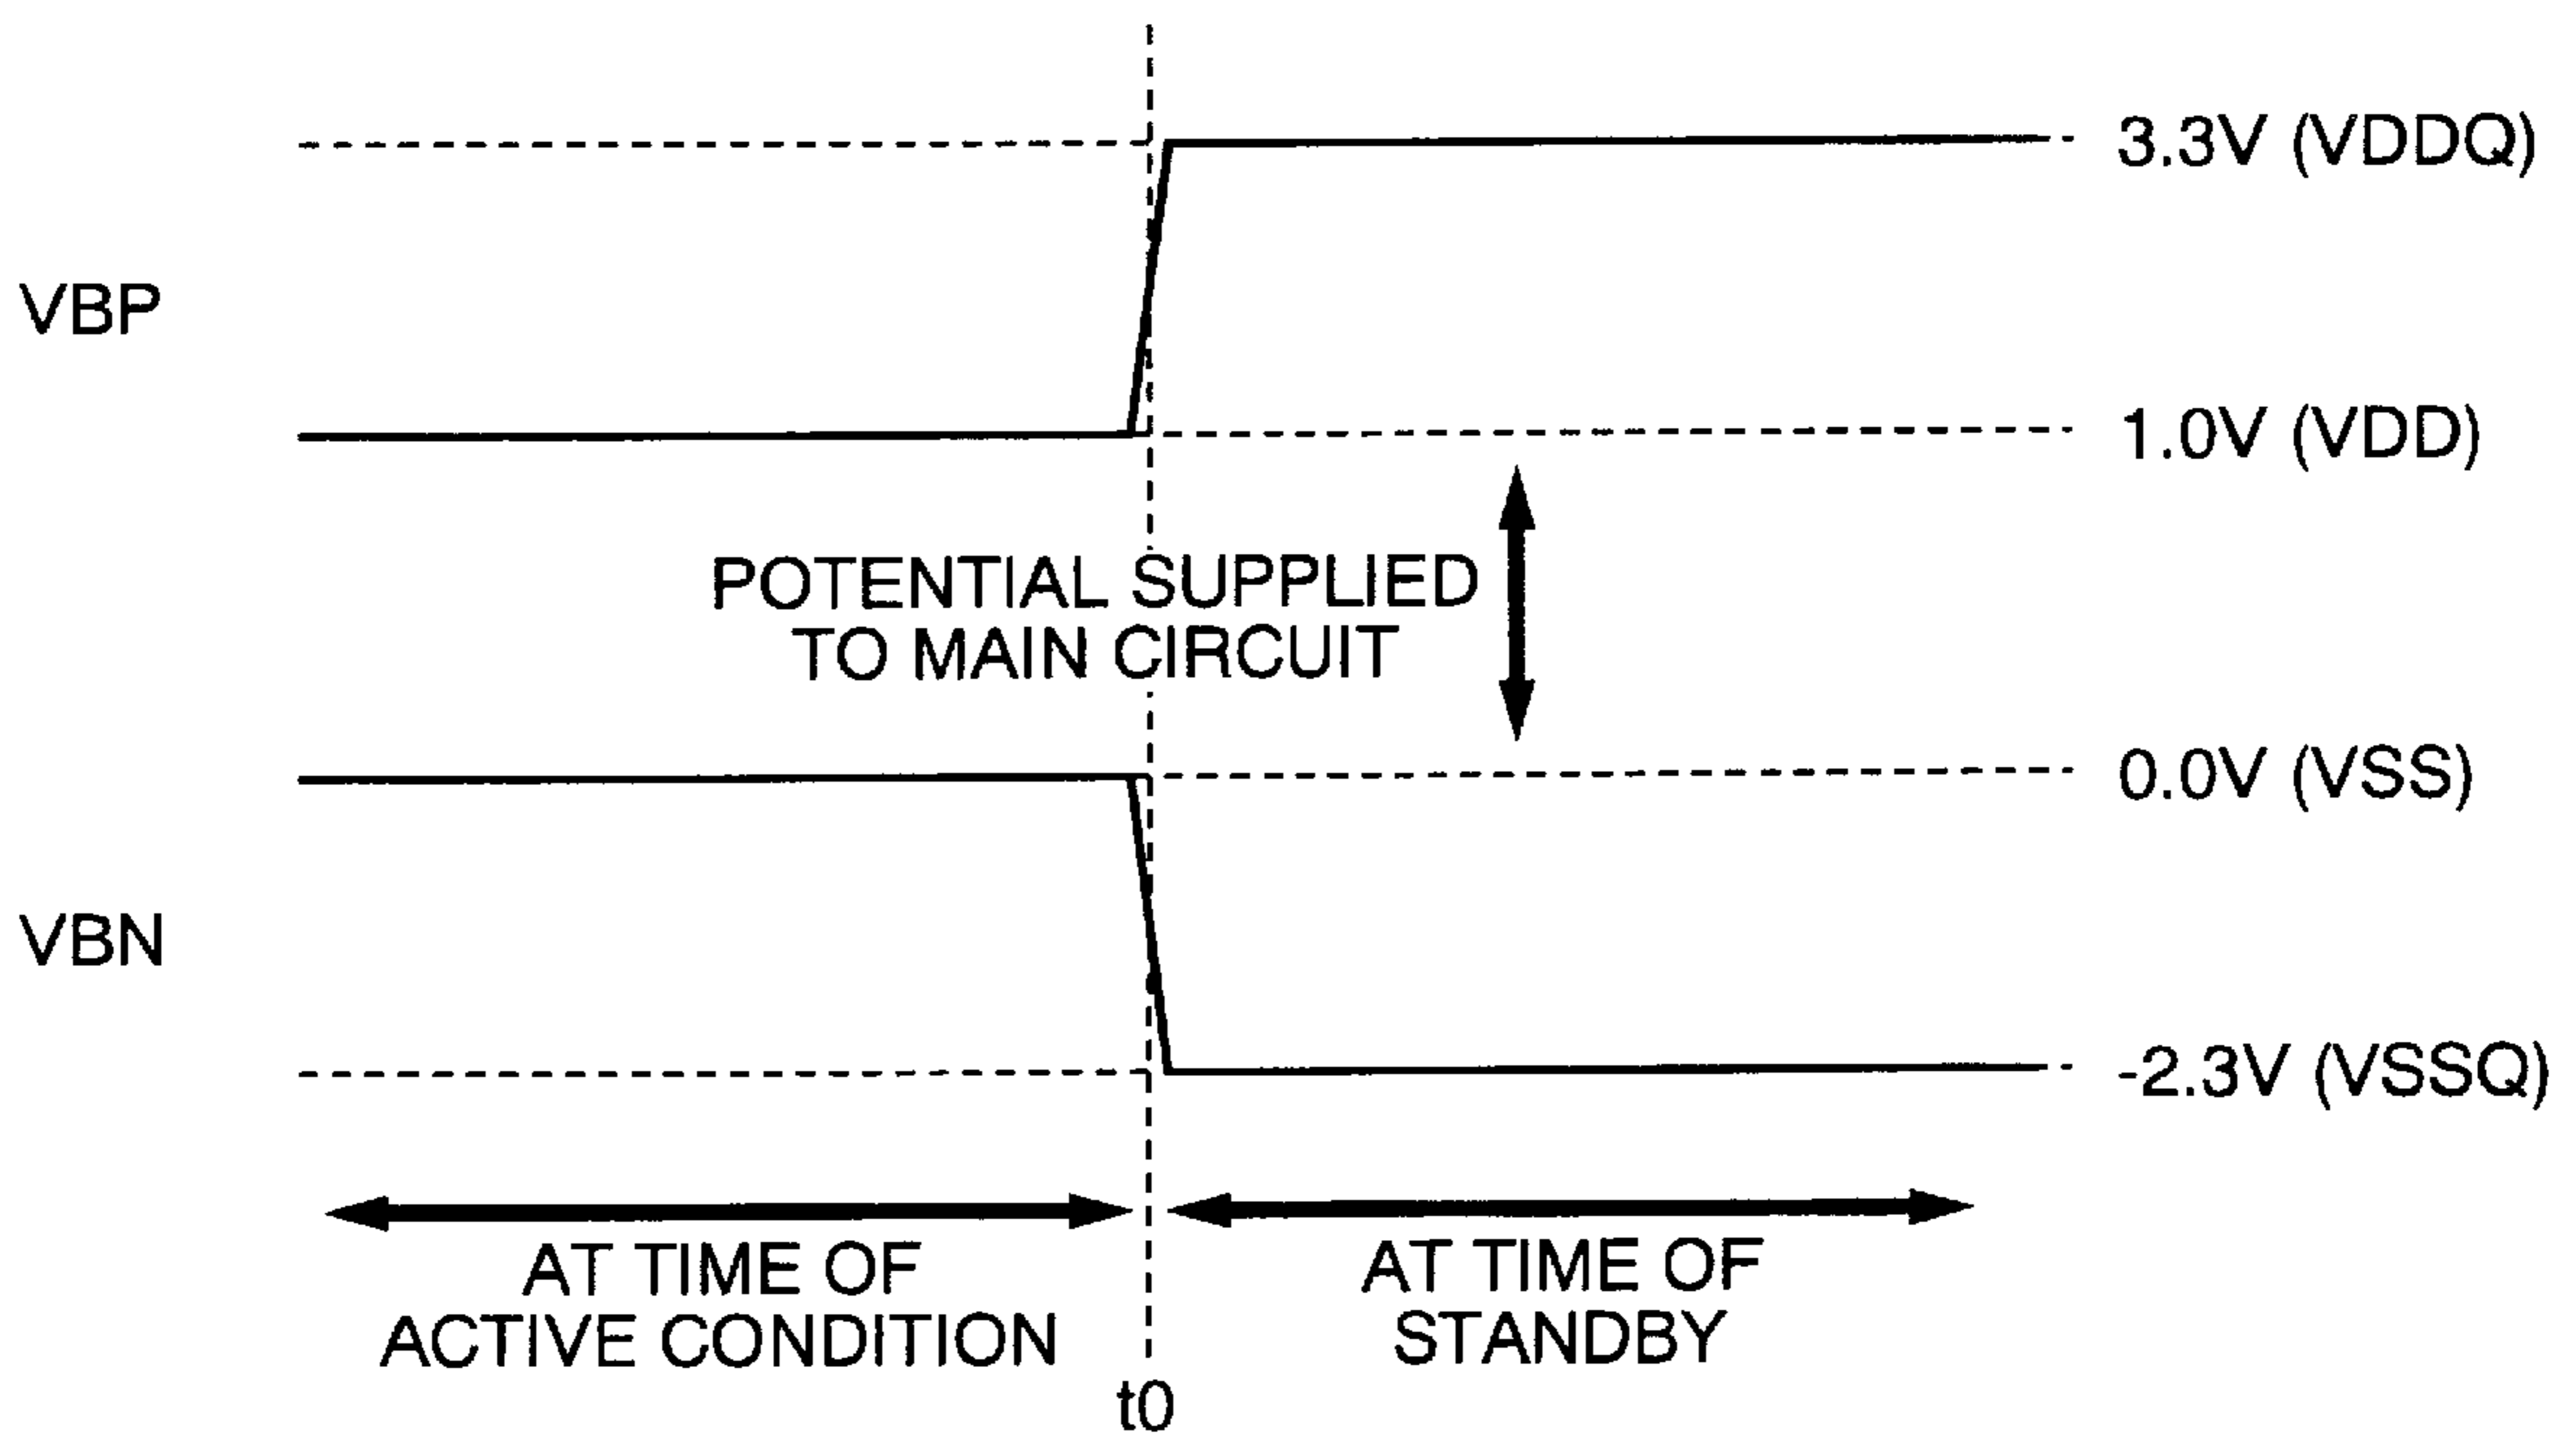 3.3V (VDDQ)
VBP
1.0V (VDD)
POTENTIAL SUPPLIED
TO MAIN CIRCUIT
0.0V (VSS)
VBN
-2.3V (VSSQ)
AT TIME OF
ACTIVE CONDITION
AT TIME OF
STANDBY
t0